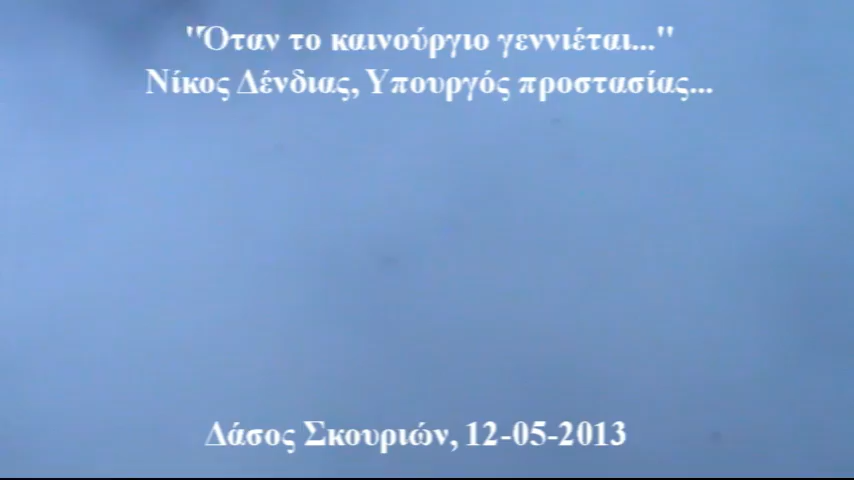 "Όταν το καινούργιο γεννιέται..."
Νίκος Δένδιας, Υπουργός προστασίας...
Δάσος Σκουριών, 12-05-2013